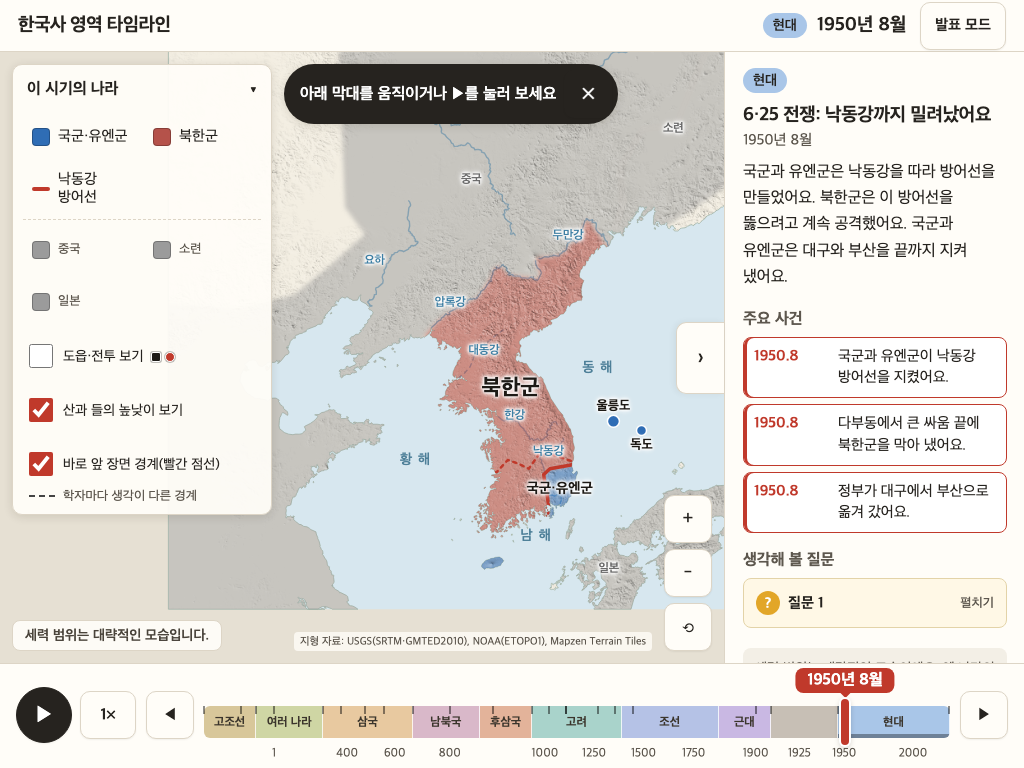 한국사 영역 타임라인
현대
1950년 8월
발표 모드
이 시기의 나라
▼
국군·유엔군
북한군
낙동강
방어선
중국
소련
일본
도읍·전투 보기
산과 들의 높낮이 보기
바로 앞 장면 경계(빨간 점선)
학자마다 생각이 다른 경계
아래 막대를 움직이거나 ▶를 눌러 보세요
✕
소련
중국
두만강
요하
압록강
대동강
동 해
북한군
울릉도
한강
독도
낙동강
황 해
국군·유엔군
남 해
일본
›
+
−
⟲
세력 범위는 대략적인 모습입니다.
지형 자료: USGS(SRTM·GMTED2010), NOAA(ETOPO1), Mapzen Terrain Tiles
현대
6·25 전쟁: 낙동강까지 밀려났어요
1950년 8월
국군과 유엔군은 낙동강을 따라 방어선을
만들었어요. 북한군은 이 방어선을
뚫으려고 계속 공격했어요. 국군과
유엔군은 대구와 부산을 끝까지 지켜
냈어요.
주요 사건
1950.8
국군과 유엔군이 낙동강
방어선을 지켰어요.
1950.8
다부동에서 큰 싸움 끝에
북한군을 막아 냈어요.
1950.8
정부가 대구에서 부산으로
옮겨 갔어요.
생각해 볼 질문
?
질문 1
펼치기
1950년 8월
▶
1×
◀
고조선
여러 나라
삼국
남북국
후삼국
고려
조선
근대
현대
▶
1
400
600
800
1000
1250
1500
1750
1900
1925
1950
2000